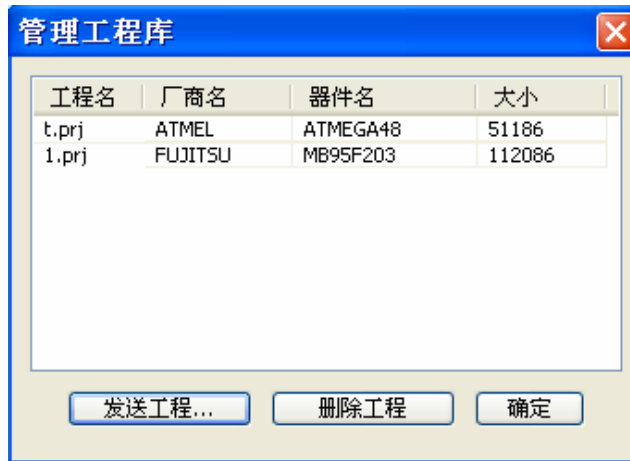 管理工程库
工程名 厂商名 器件名 大小
t.prj ATMEL ATMEGA48 51186
1.prj FUJITSU MB95F203 112086
发送工程... 删除工程 确定